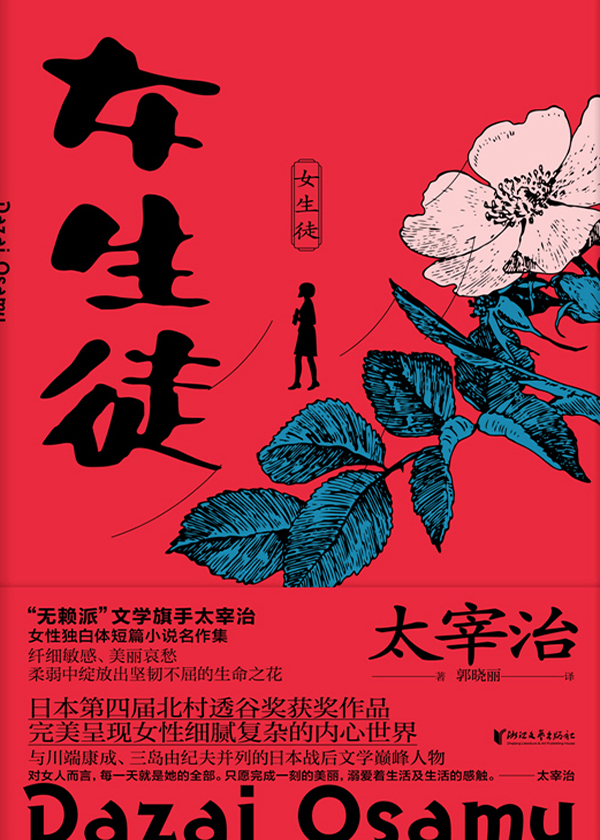 女生徒
女生徒
Dazai Osamu
“无赖派”文学旗手太宰治
女性独白体短篇小说名作集
纤细敏感、美丽哀愁
柔弱中绽放出坚韧不屈的生命之花
太宰治
著 郭晓丽 译
日本第四届北村透谷奖获奖作品
完美呈现女性细腻复杂的内心世界
与川端康成、三岛由纪夫并列的日本战后文学巅峰人物
对女人而言，每一天就是她的全部。只愿完成一刻的美丽，溺爱着生活及生活的感触。——太宰治
浙江文艺出版社
Zhejiang Literature & Art Publishing House
Dazai Osamu